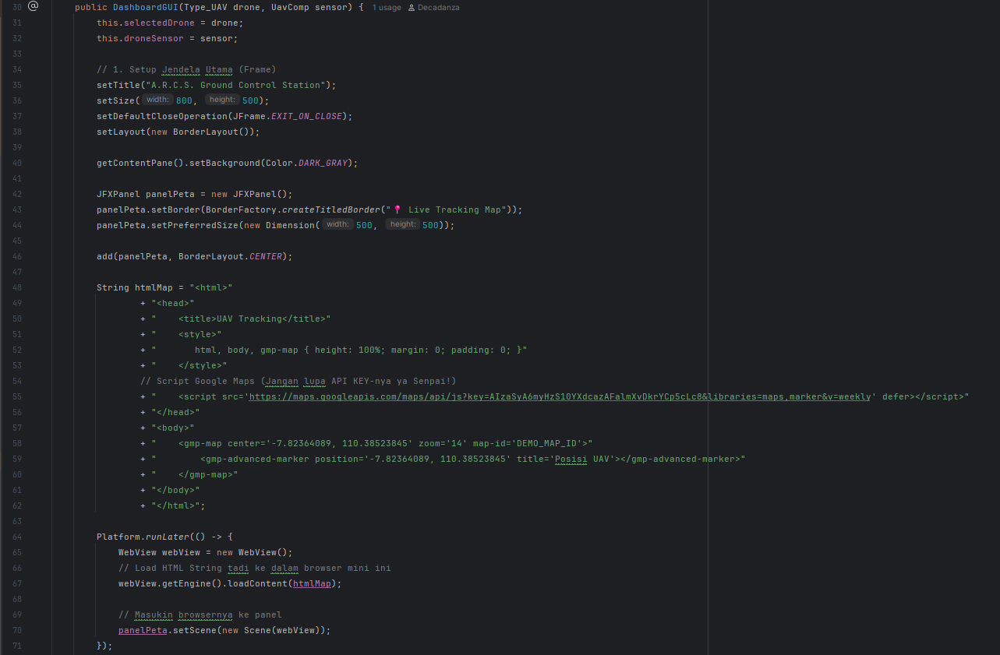 30 @ public DashboardGUI(Type_UAV drone, UavComp sensor) { 1 usage Decadanza
31 this.selectedDrone = drone;
32 this.droneSensor = sensor;
33
34 // 1. Setup Jendela Utama (Frame)
35 setTitle("A.R.C.S. Ground Control Station");
36 setSize( width: 800, height: 500);
37 setDefaultCloseOperation(JFrame.EXIT_ON_CLOSE);
38 setLayout(new BorderLayout());
39
40 getContentPane().setBackground(Color.DARK_GRAY);
41
42 JFXPanel panelPeta = new JFXPanel();
43 panelPeta.setBorder(BorderFactory.createTitledBorder("📍 Live Tracking Map"));
44 panelPeta.setPreferredSize(new Dimension( width: 500, height: 500));
45
46 add(panelPeta, BorderLayout.CENTER);
47
48 String htmlMap = "<html>"
49 + "<head>"
50 + "    <title>UAV Tracking</title>"
51 + "    <style>"
52 + "       html, body, gmp-map { height: 100%; margin: 0; padding: 0; }"
53 + "    </style>"
54 // Script Google Maps (Jangan lupa API KEY-nya ya Senpai!)
55 + "    <script src='https://maps.googleapis.com/maps/api/js?key=AIzaSyA6myHzS10YXdcazAFalmXvDkrYCp5cLc8&libraries=maps,marker&v=weekly' defer></script>"
56 + "</head>"
57 + "<body>"
58 + "    <gmp-map center='-7.82364089, 110.38523845' zoom='14' map-id='DEMO_MAP_ID'>"
59 + "        <gmp-advanced-marker position='-7.82364089, 110.38523845' title='Posisi UAV'></gmp-advanced-marker>"
60 + "    </gmp-map>"
61 + "</body>"
62 + "</html>";
63
64 Platform.runLater(() -> {
65 WebView webView = new WebView();
66 // Load HTML String tadi ke dalam browser mini ini
67 webView.getEngine().loadContent(htmlMap);
68
69 // Masukin browsernya ke panel
70 panelPeta.setScene(new Scene(webView));
71 });